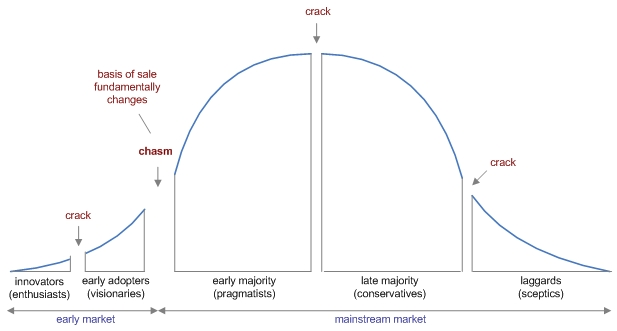 crack
basis of sale
fundamentally
changes
chasm
crack
crack
innovators
(enthusiasts)
early adopters
(visionaries)
early majority
(pragmatists)
late majority
(conservatives)
laggards
(sceptics)
early market
mainstream market